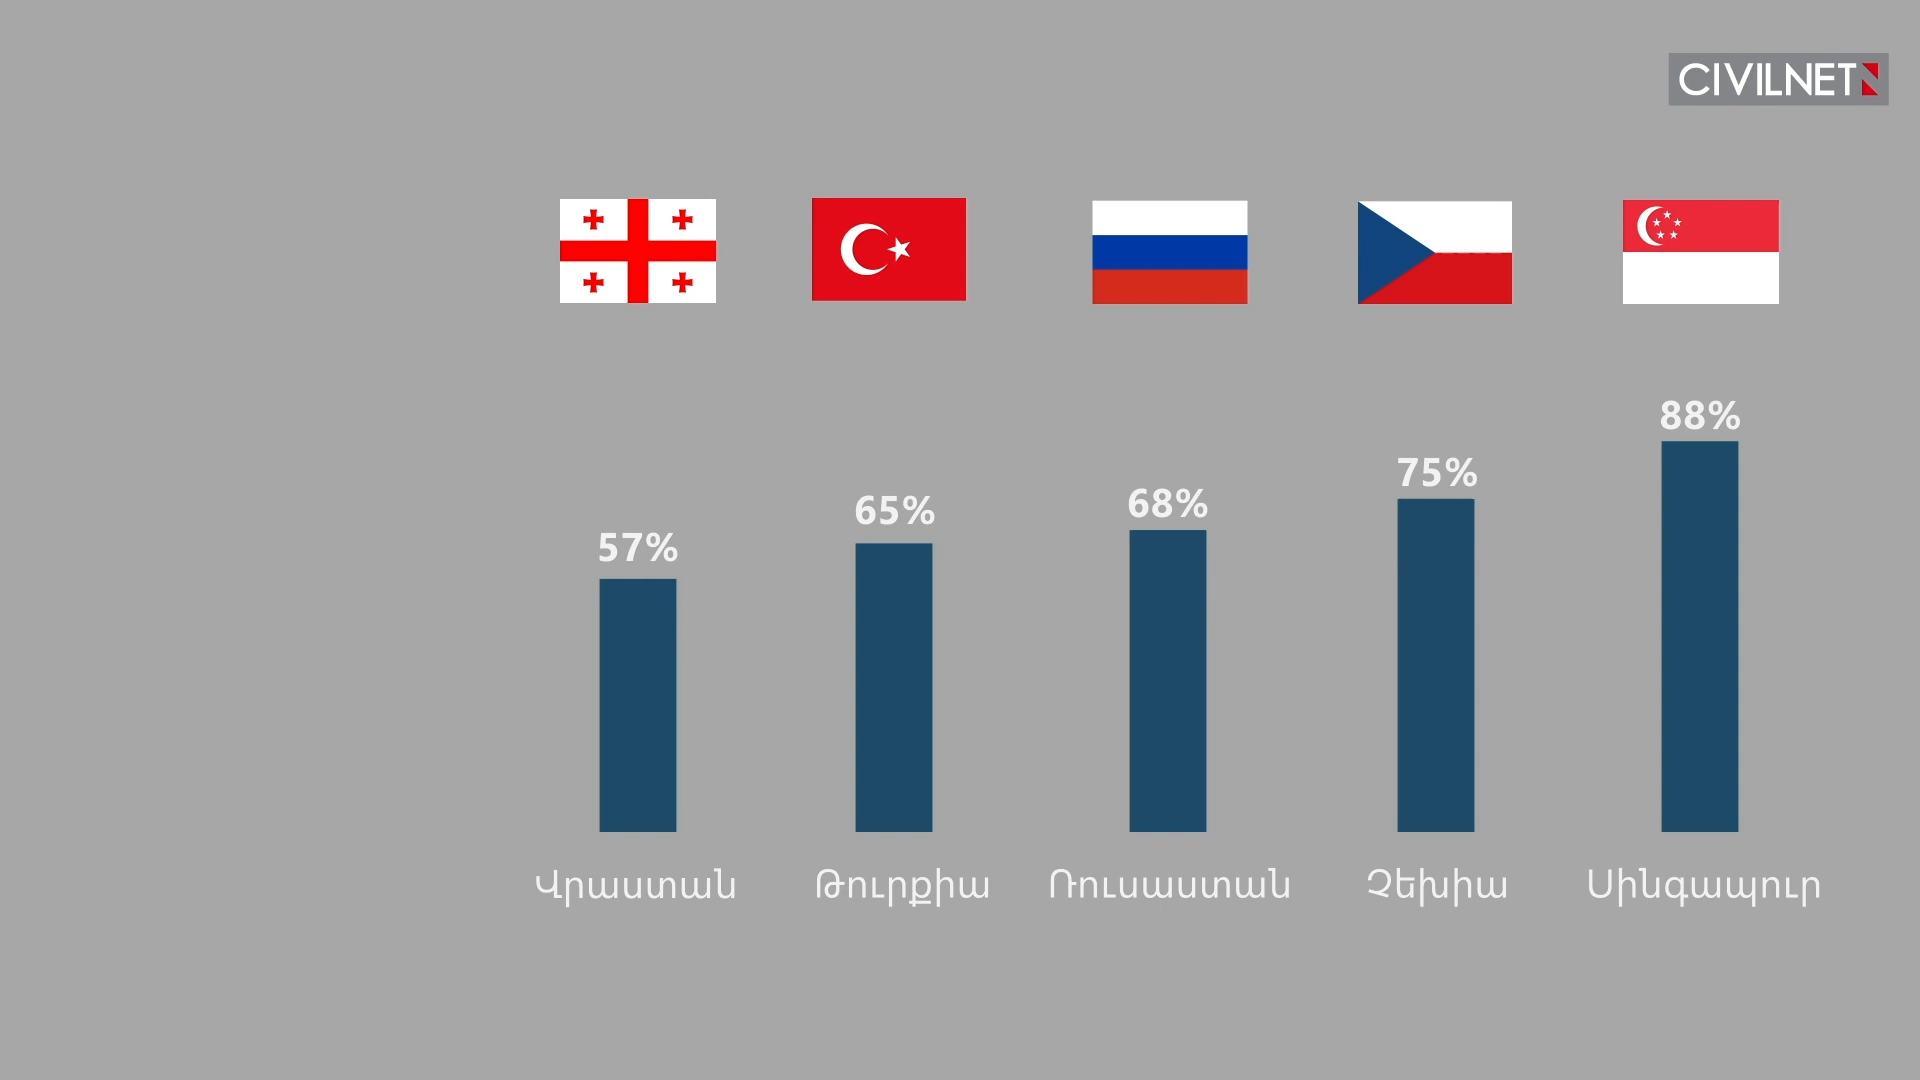 CIVILNET
57%
65%
68%
75%
88%
Վրաստան
Թուրքիա
Ռուսաստան
Չեխիա
Սինգապուր